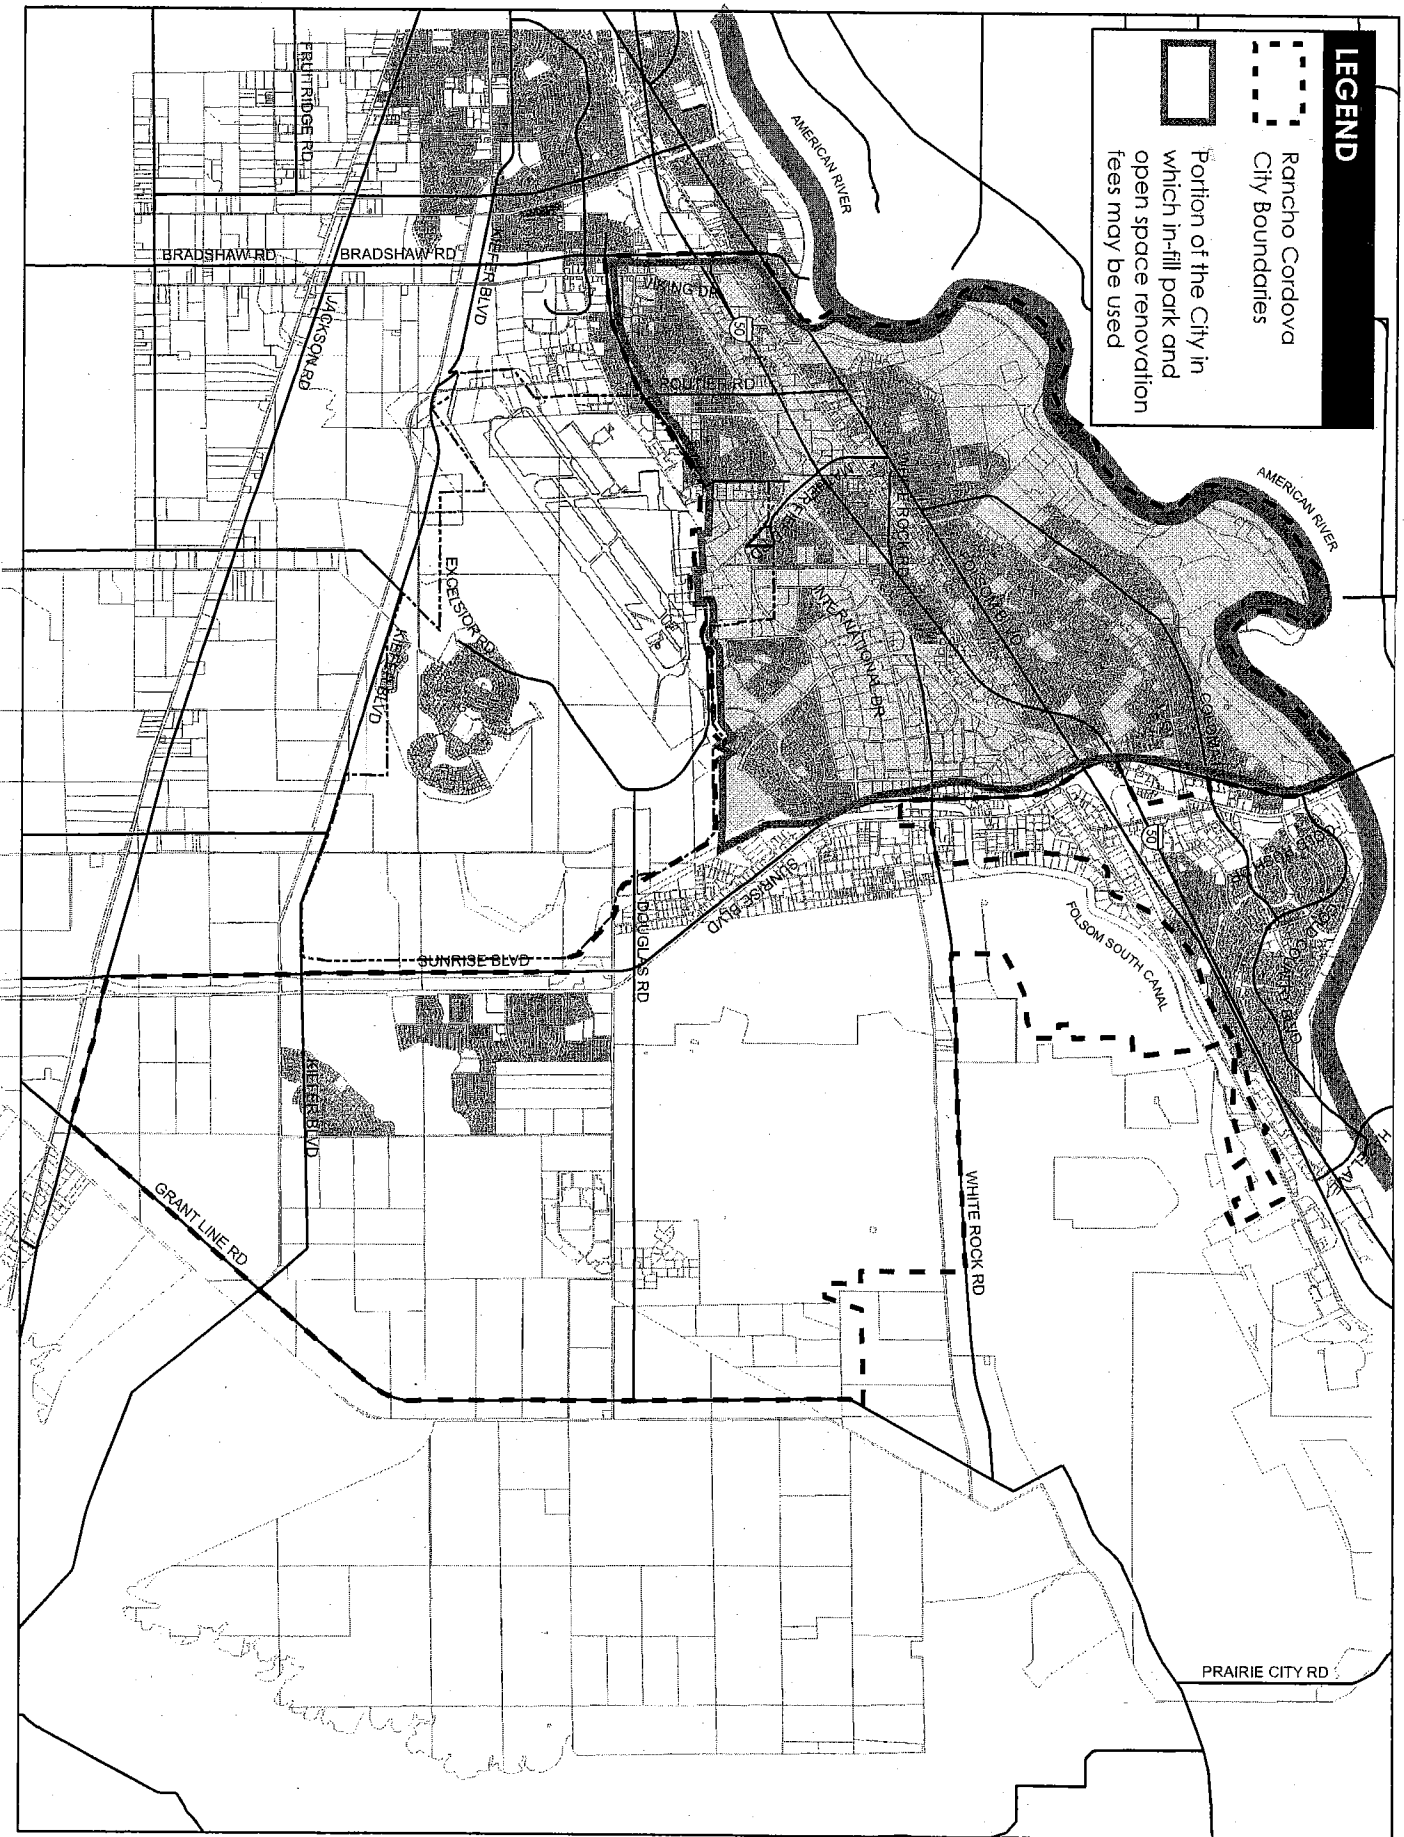 LEGEND
Rancho Cordova
City Boundaries
Portion of the City in
which in-fill park and
open space renovation
fees may be used
AMERICAN RIVER
AMERICAN RIVER
FRUITRIDGE RD
BRADSHAW RD
BRADSHAW RD
KIEFER BLVD
JACKSON RD
VIKING DR
50
ROUTIER RD
WHITE ROCK RD
FOLSOM BLVD
INTERNATIONAL DR
EXCELSIOR RD
KIEFER BLVD
50
SUNRISE BLVD
FOLSOM SOUTH CANAL
DOUGLAS RD
SUNRISE BLVD
KIEFER BLVD
GRANT LINE RD
WHITE ROCK RD
PRAIRIE CITY RD